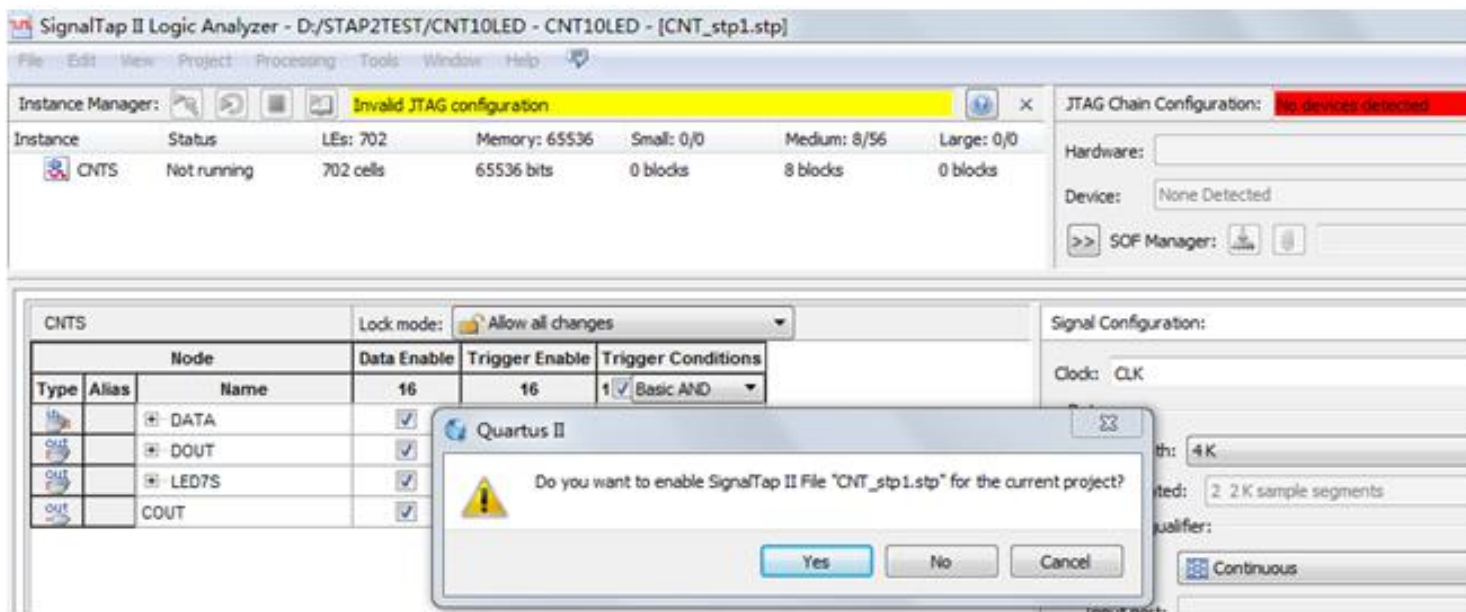 SignalTap II Logic Analyzer - D:/STAP2TEST/CNT10LED - CNT10LED - [CNT_stp1.stp]
File Edit View Project Processing Tools Window Help
Instance Manager: Invalid JTAG configuration × JTAG Chain Configuration: No devices detected
Instance Status LEs: 702 Memory: 65536 Small: 0/0 Medium: 8/56 Large: 0/0
CNTS Not running 702 cells 65536 bits 0 blocks 8 blocks 0 blocks
Hardware:
Device: None Detected
>> SOF Manager:
CNTS Lock mode: Allow all changes Signal Configuration:
Node Data Enable Trigger Enable Trigger Conditions
Type Alias Name 16 16 1 Basic AND
Clock: CLK
DATA
out DOUT
out LED7S
out COUT
Quartus II
Do you want to enable SignalTap II File "CNT_stp1.stp" for the current project?
Yes No Cancel
th: 4 K
ted: 2 2 K sample segments
ualifier:
Continuous